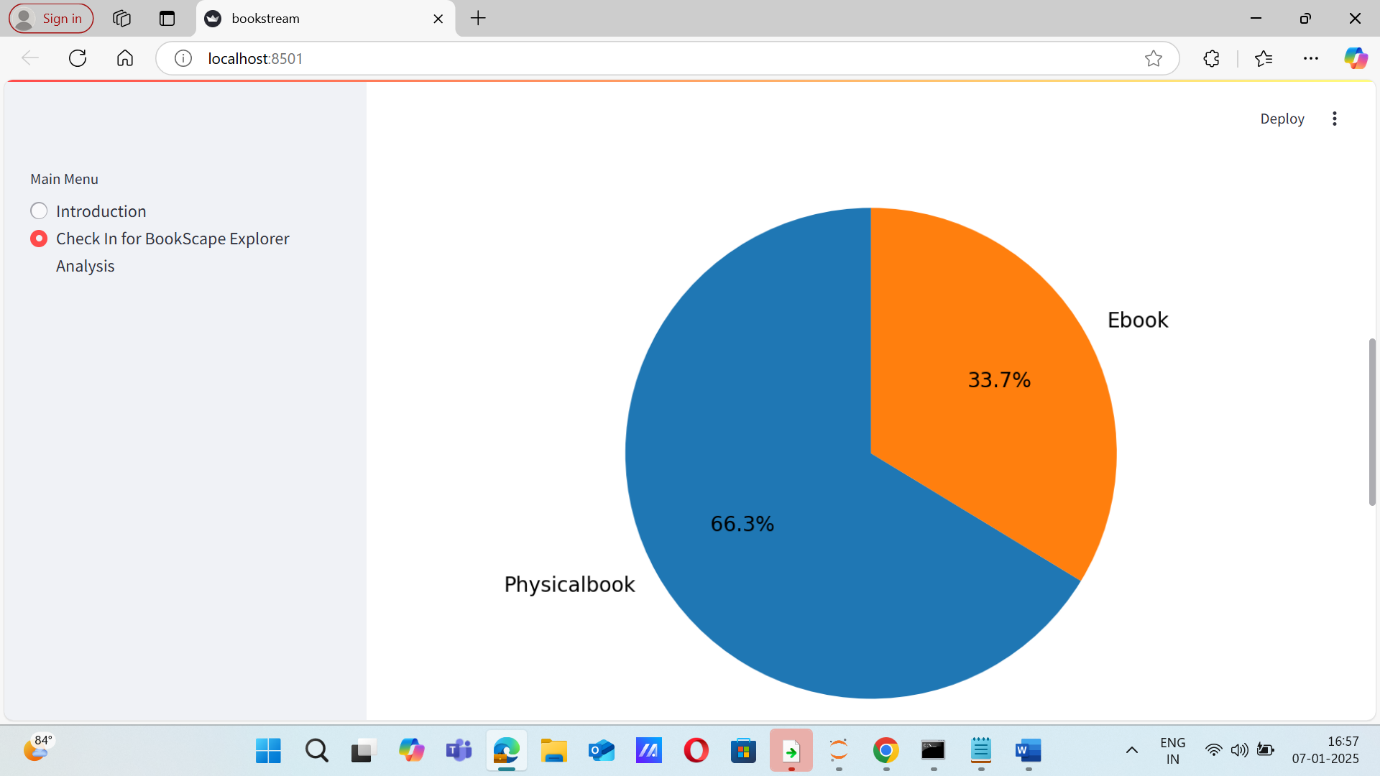 Sign in
bookstream
localhost:8501
Deploy
Main Menu
Introduction
Check In for BookScape Explorer
Analysis
Ebook
33.7%
66.3%
Physicalbook
84°
ENG
IN
16:57
07-01-2025